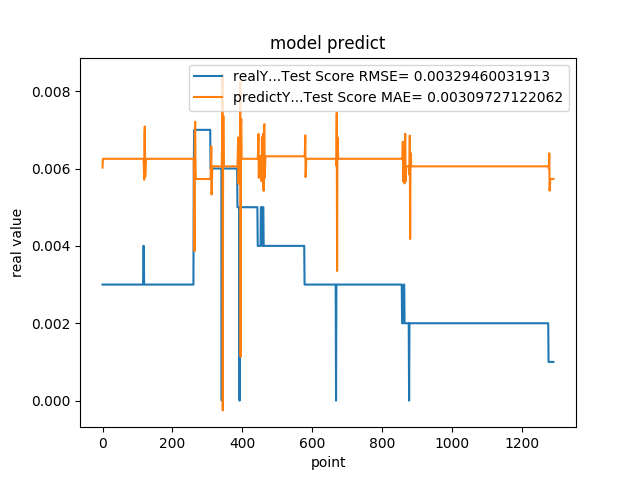 model predict
realY...Test Score RMSE= 0.00329460031913
predictY...Test Score MAE= 0.00309727122062
real value
0.008
0.006
0.004
0.002
0.000
0 200 400 600 800 1000 1200
point